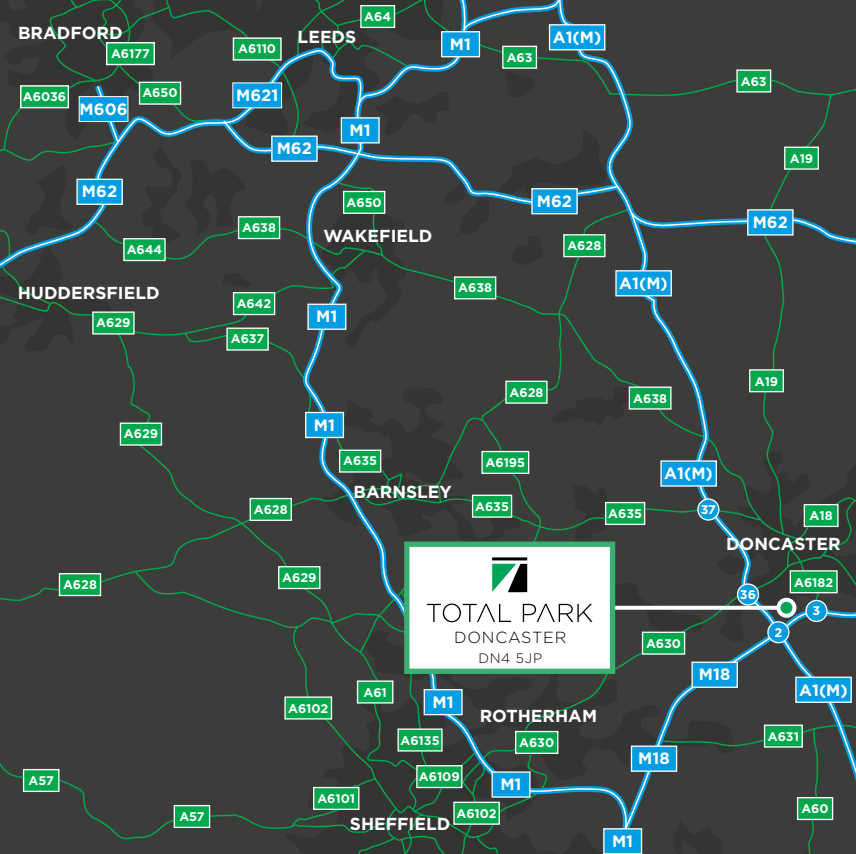 A64
BRADFORD
LEEDS
M1
A1(M)
A6177
A6110
A63
A63
A6036
A650
M621
M606
M1
M62
A19
M62
A650
M62
M62
A638
WAKEFIELD
A644
A628
A1(M)
A638
HUDDERSFIELD
A642
M1
A629
A637
A19
A628
A638
M1
A629
A635
A6195
A1(M)
BARNSLEY
A628
A635
A635
37
A18
DONCASTER
A628
A629
A6182
36
TOTAL PARK
DONCASTER
DN4 5JP
3
2
A630
M18
A61
M1
A1(M)
A6102
ROTHERHAM
A6135
A630
A631
M18
A57
A6109
M1
A6101
A6102
A60
A57
SHEFFIELD
M1